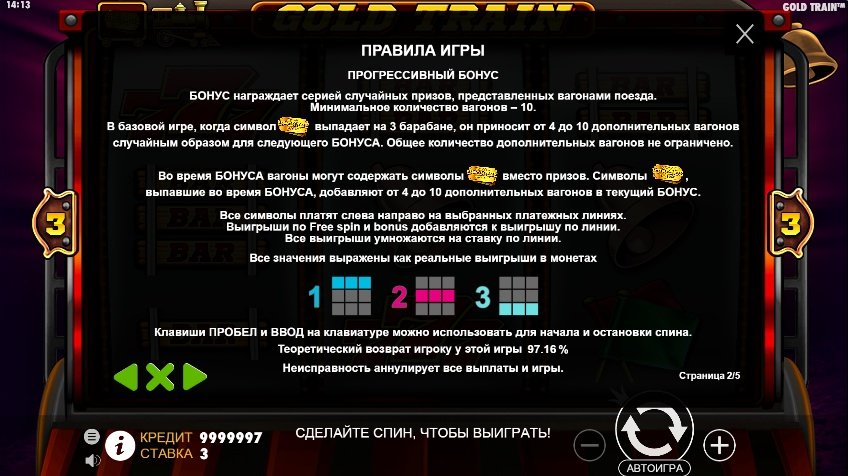 14:13
GOLD TRAIN
GOLD TRAIN™
ПРАВИЛА ИГРЫ
ПРОГРЕССИВНЫЙ БОНУС
БОНУС награждает серией случайных призов, представленных вагонами поезда.
Минимальное количество вагонов – 10.
В базовой игре, когда символ выпадает на 3 барабане, он приносит от 4 до 10 дополнительных вагонов
случайным образом для следующего БОНУСА. Общее количество дополнительных вагонов не ограничено.
Во время БОНУСА вагоны могут содержать символы вместо призов. Символы ,
выпавшие во время БОНУСА, добавляют от 4 до 10 дополнительных вагонов в текущий БОНУС.
3
3
Все символы платят слева направо на выбранных платежных линиях.
Выигрыши по Free spin и bonus добавляются к выигрышу по линии.
Все выигрыши умножаются на ставку по линии.
Все значения выражены как реальные выигрыши в монетах
1 2 3
Клавиши ПРОБЕЛ и ВВОД на клавиатуре можно использовать для начала и остановки спина.
Теоретический возврат игроку у этой игры 97.16 %
Неисправность аннулирует все выплаты и игры.
Страница 2/5
КРЕДИТ 9999997
СТАВКА 3
СДЕЛАЙТЕ СПИН, ЧТОБЫ ВЫИГРАТЬ!
АВТОИГРА
BAR
BAR
BAR